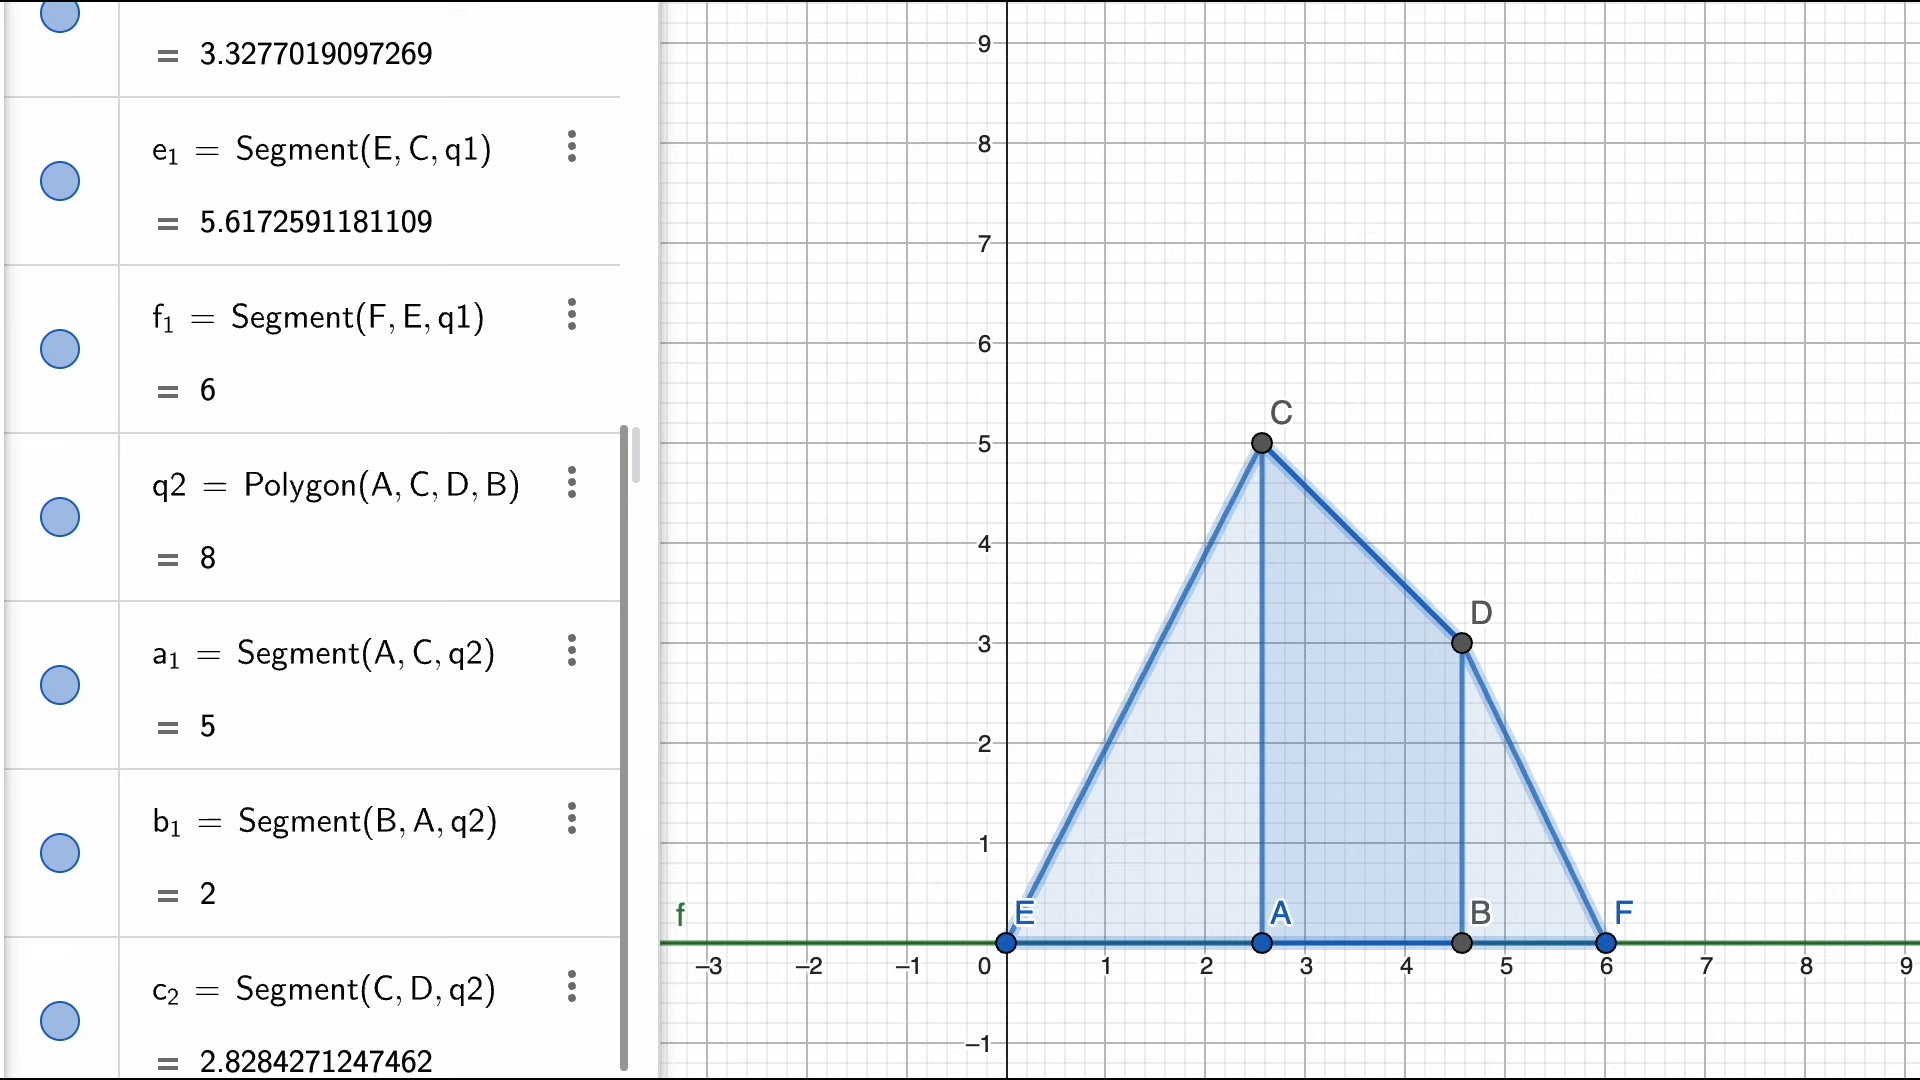 = 3.3277019097269
e₁ = Segment(E, C, q1)
= 5.6172591181109
f₁ = Segment(F, E, q1)
= 6
q2 = Polygon(A, C, D, B)
= 8
a₁ = Segment(A, C, q2)
= 5
b₁ = Segment(B, A, q2)
= 2
c₂ = Segment(C, D, q2)
= 2.8284271247462
9
8
7
6
C
5
4
D
3
2
1
f
E
A
B
F
–3 –2 –1 0 1 2 3 4 5 6 7 8 9
–1